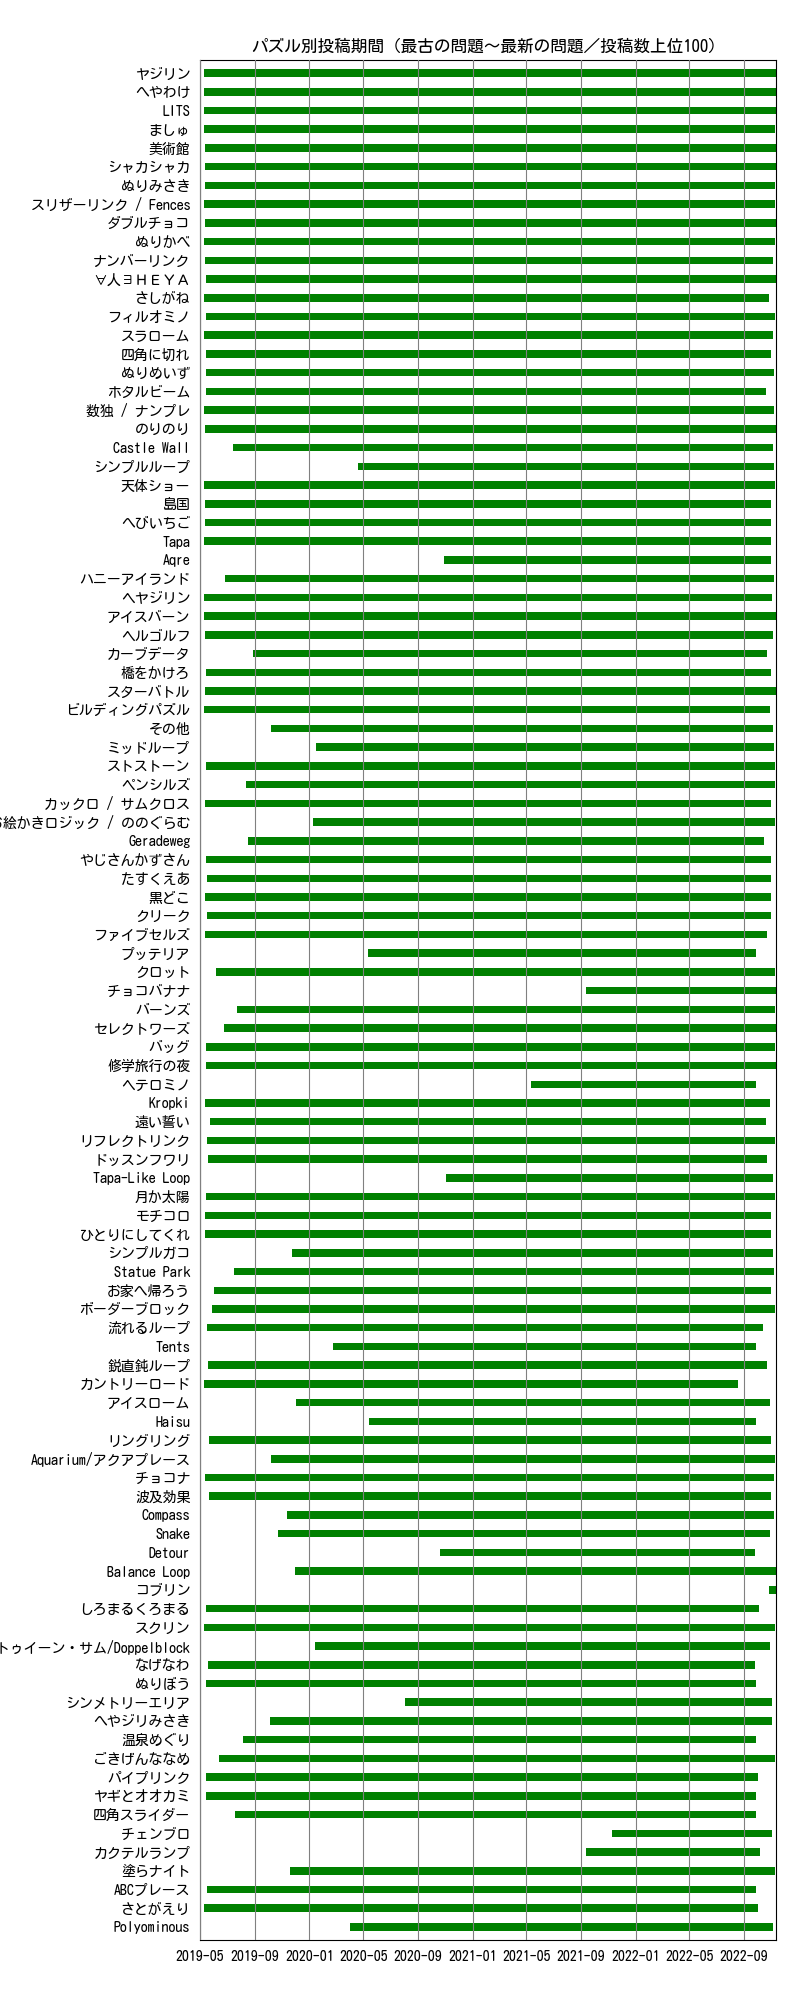 パズル別投稿期間（最古の問題～最新の問題／投稿数上位100）
ヤジリン
へやわけ
LITS
ましゅ
美術館
シャカシャカ
ぬりみさき
スリザーリンク / Fences
ダブルチョコ
ぬりかべ
ナンバーリンク
∀人∃ＨＥＹＡ
さしがね
フィルオミノ
スラローム
四角に切れ
ぬりめいず
ホタルビーム
数独 / ナンプレ
のりのり
Castle Wall
シンプルループ
天体ショー
島国
へびいちご
Tapa
Aqre
ハニーアイランド
ヘヤジリン
アイスバーン
ヘルゴルフ
カーブデータ
橋をかけろ
スターバトル
ビルディングパズル
その他
ミッドループ
ストストーン
ペンシルズ
カックロ / サムクロス
絵かきロジック / ののぐらむ
Geradeweg
やじさんかずさん
たすくえあ
黒どこ
クリーク
ファイブセルズ
プッテリア
クロット
チョコバナナ
バーンズ
セレクトワーズ
バッグ
修学旅行の夜
ヘテロミノ
Kropki
遠い誓い
リフレクトリンク
ドッスンフワリ
Tapa-Like Loop
月か太陽
モチコロ
ひとりにしてくれ
シンプルガコ
Statue Park
お家へ帰ろう
ボーダーブロック
流れるループ
Tents
鋭直鈍ループ
カントリーロード
アイスローム
Haisu
リングリング
Aquarium/アクアプレース
チョコナ
波及効果
Compass
Snake
Detour
Balance Loop
コブリン
しろまるくろまる
スクリン
トゥイーン・サム/Doppelblock
なげなわ
ぬりぼう
シンメトリーエリア
へやジリみさき
温泉めぐり
ごきげんななめ
パイプリンク
ヤギとオオカミ
四角スライダー
チェンブロ
カクテルランプ
塗らナイト
ABCプレース
さとがえり
Polyominous
2019-05 2019-09 2020-01 2020-05 2020-09 2021-01 2021-05 2021-09 2022-01 2022-05 2022-09